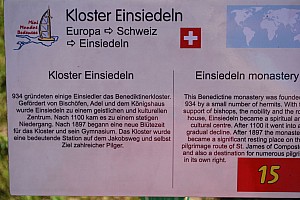 Mini
Mundus
Bodensee
Kloster Einsiedeln
Europa ⇨ Schweiz
⇨ Einsiedeln
Kloster Einsiedeln
934 gründeten einige Einsiedler das Benediktinerkloster.
Gefördert von Bischöfen, Adel und dem Königshaus
wurde Einsiedeln zu einem geistlichen und kulturellen
Zentrum. Nach 1100 kam es zu einem stetigen
Niedergang. Nach 1897 begann eine neue Blütezeit
für das Kloster und sein Gymnasium. Das Kloster wurde
eine bedeutende Station auf dem Jakobsweg und selbst
Ziel zahlreicher Pilger.
Einsiedeln monastery
This Benedictine monastery was founded
934 by a small number of hermits. With
support of bishops, the nobility and the ro
house, Einsiedeln became a spiritual an
cultural centre. After 1100 it went into
gradual decline. After 1897 the monaste
became a significant resting place on the
pilgrimage route of St. James of Compos
and also a destination for numerous pilgri
in its own right.
15